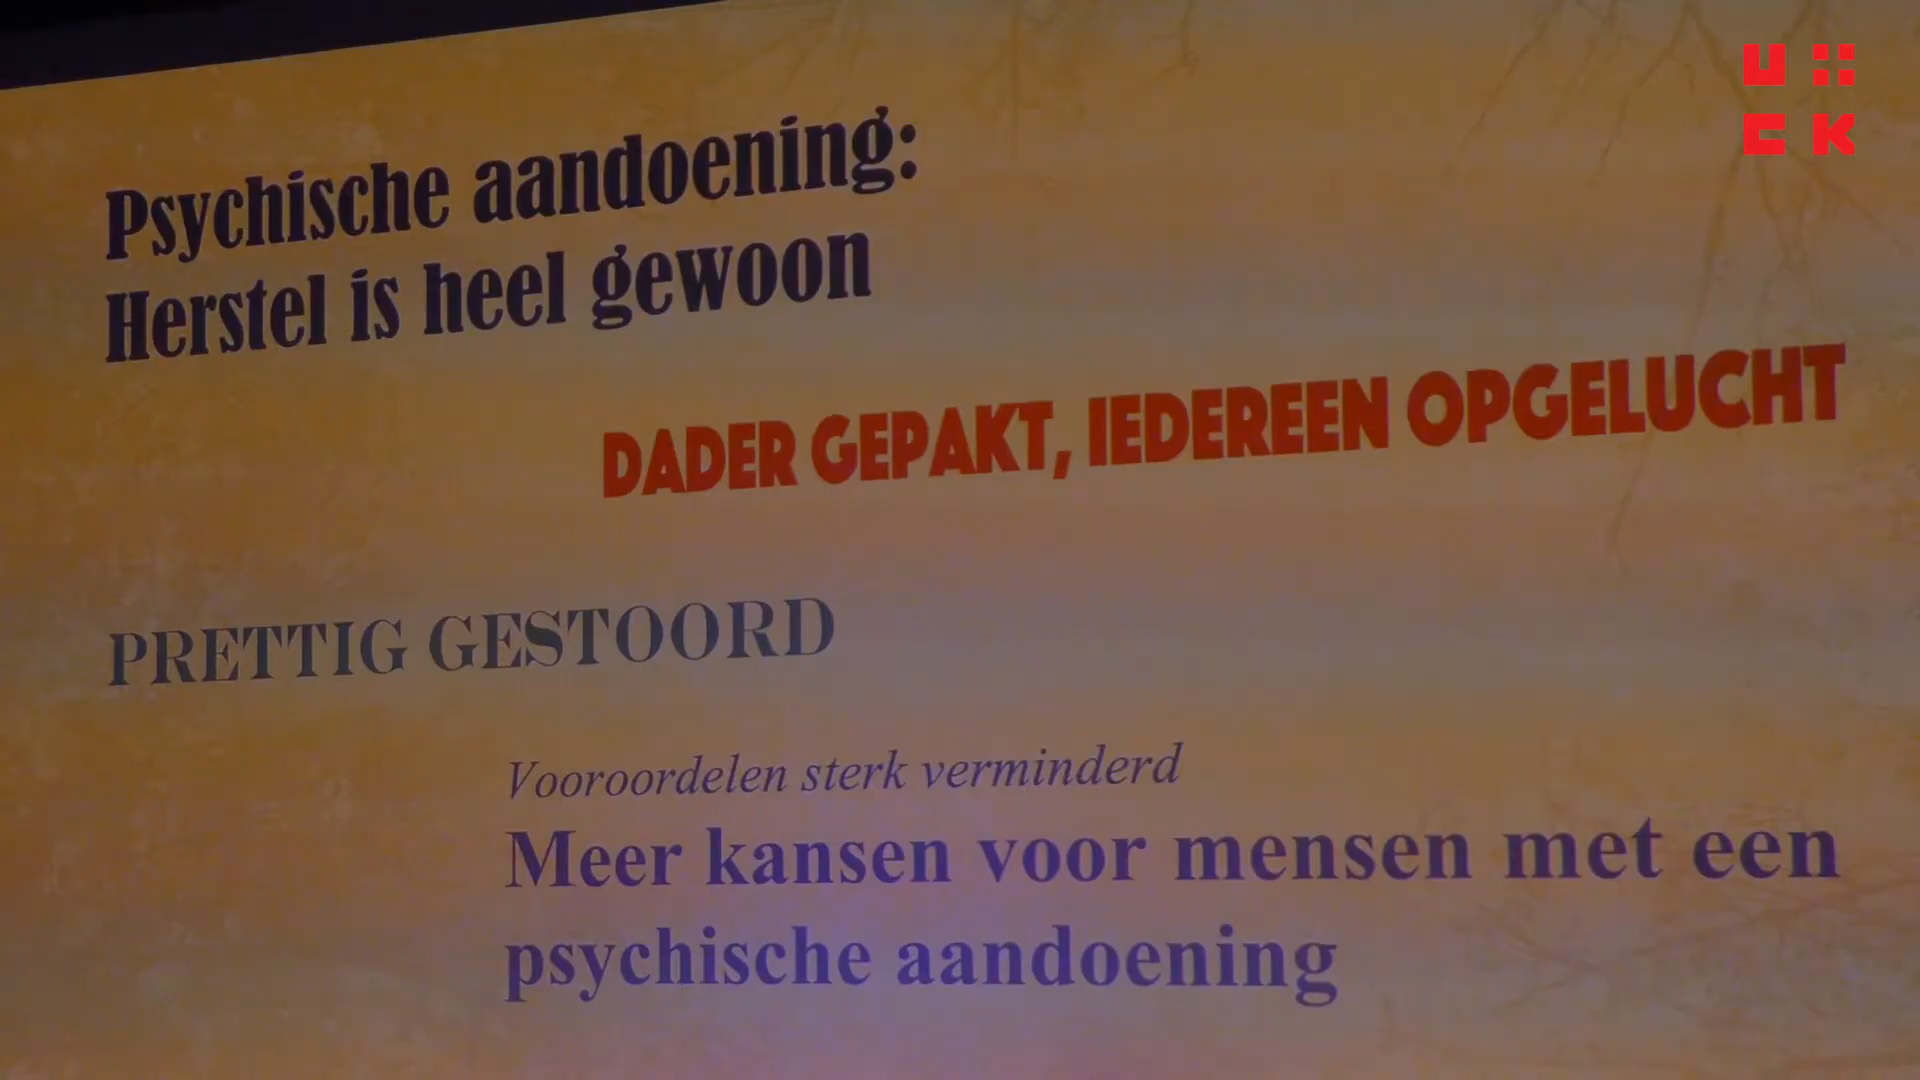 U::
CK
Psychische aandoening:
Herstel is heel gewoon
DADER GEPAKT, IEDEREEN OPGELUCHT
PRETTIG GESTOORD
Vooroordelen sterk verminderd
Meer kansen voor mensen met een
psychische aandoening